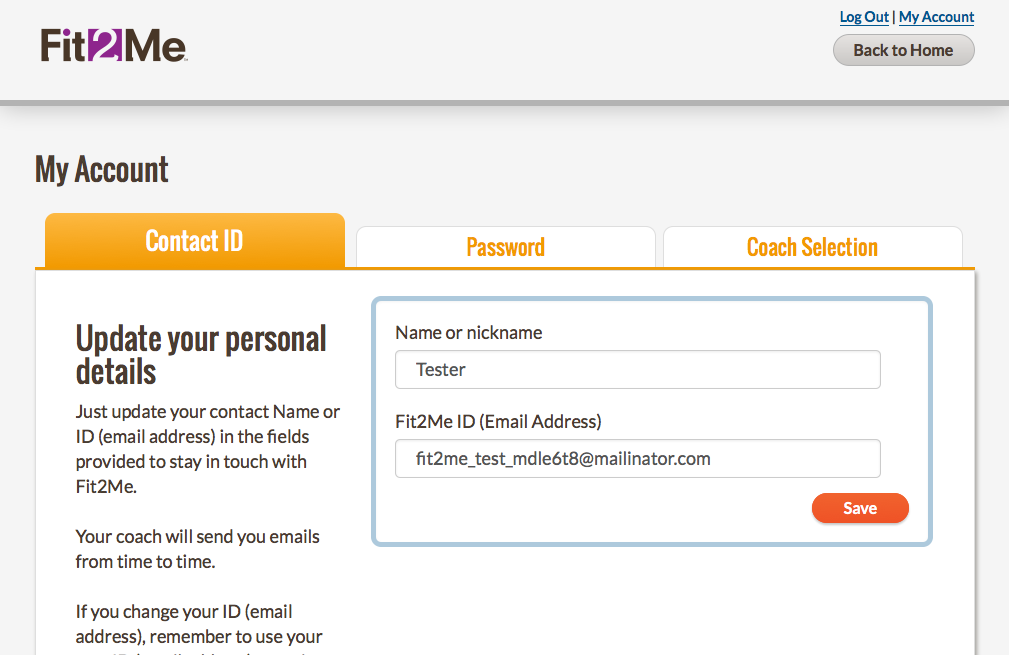 Log Out | My Account
Fit2Me
Back to Home
My Account
Contact ID
Password
Coach Selection
Update your personal
details
Just update your contact Name or
ID (email address) in the fields
provided to stay in touch with
Fit2Me.
Your coach will send you emails
from time to time.
If you change your ID (email
address), remember to use your
Name or nickname
Tester
Fit2Me ID (Email Address)
fit2me_test_mdle6t8@mailinator.com
Save